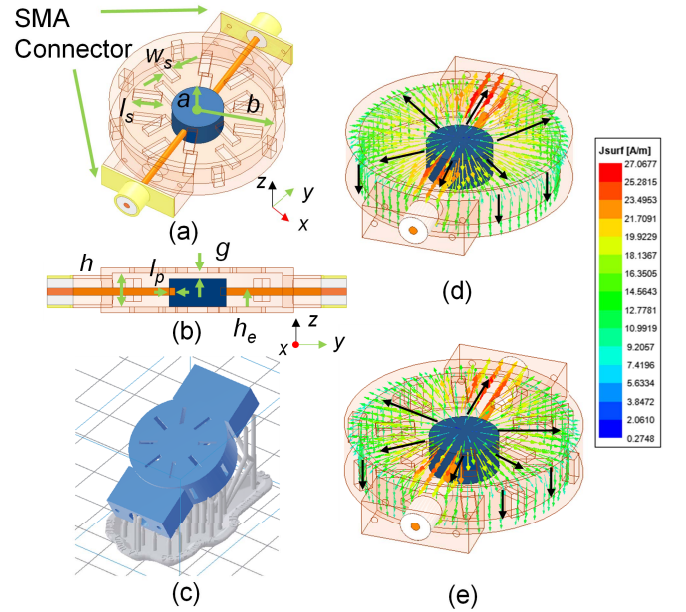 SMA
Connector
w_s
l_s
a
b
z
y
x
(a)
h
l_p
g
h_e
(b)
z
x
y
(c)
(d)
Jsurf [A/m]
27.0677
25.2815
23.4953
21.7091
19.9229
18.1367
16.3505
14.5643
12.7781
10.9919
9.2057
7.4196
5.6334
3.8472
2.0610
0.2748
(e)